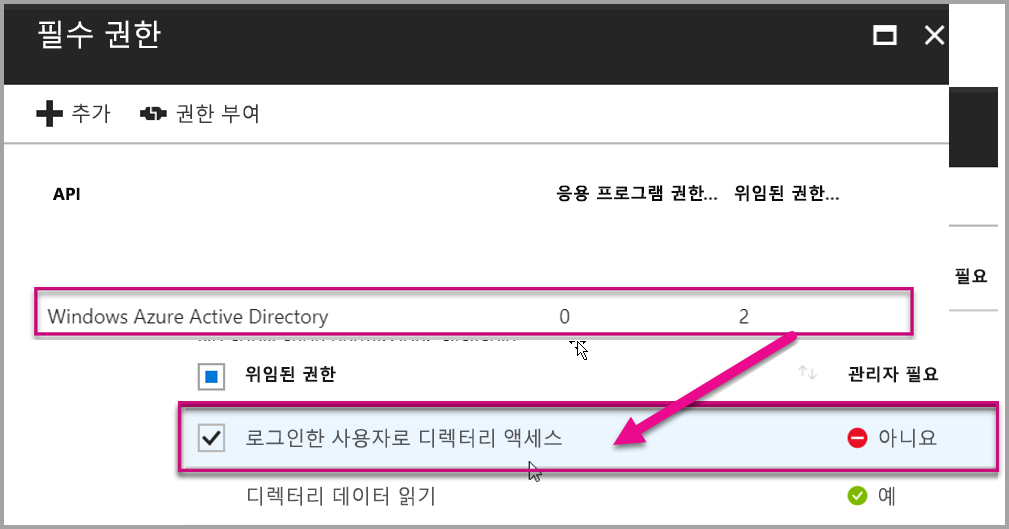 필수 권한
추가 권한 부여
API 응용 프로그램 권한... 위임된 권한...
필요
Windows Azure Active Directory 0 2
위임된 권한 관리자 필요
로그인한 사용자로 디렉터리 액세스 아니요
디렉터리 데이터 읽기 예